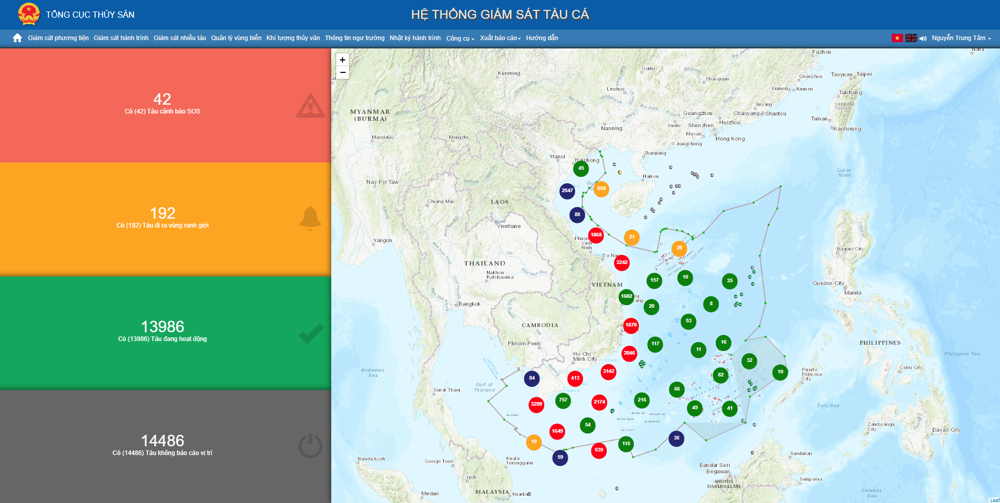 TỔNG CỤC THỦY SẢN
HỆ THỐNG GIÁM SÁT TÀU CÁ
Giám sát phương tiện Giám sát hành trình Giám sát nhiều tàu Quản lý vùng biển Khí tượng thủy văn Thông tin ngư trường Nhật ký hành trình Công cụ Xuất báo cáo Hướng dẫn
Nguyễn Trung Tâm
42
Có (42) Tàu cảnh báo SOS
192
Có (192) Tàu đi ra vùng ranh giới
13986
Có (13986) Tàu đang hoạt động
14486
Có (14486) Tàu không báo cáo vị trí
+
−
Fuzhou
Kunming
Guilin
Taoyuan
Taipei
Quanzhou
Shaoguan
Linzhou
Xiamen
Kinmen
Taichung
Jieyang
TAIWAN
TAIWAN
MYANMAR
(BURMA)
Guangzhou
Chaoyang
Shantou
Tainan
Huizhou
Yunfu
Shenzhen
Nanning
Kaohsiung
Macau
Mandalay
Mengzhe
Hong Kong
Jiangcheng
Zhanjiang
Hanoi
Haiphong
45
Luzon
Strait
Haikou
Nay Pyi Taw
2547
698
Chiang Mai
LAOS
88
Vientiane
1868
21
Yangon
Vinh
Ninh
25
Baguio City
THAILAND
3242
Nakhon
Ratchasima
157
10
35
VIETNAM
Quezon City
Manila
1602
Bangkok
20
8
53
CAMBODIA
1870
Phnom Penh
117
11
16
PHILIPPINES
2046
Ho Chi
Minh City
Philippine Sea
32
Andaman
Sea
84
413
3142
82
10
Puerto
Princesa
City
Cebu City
Gulf of
Thailand
Surat Thani
66
3209
757
2174
216
49
41
Sulu Sea
54
1649
Zamboanga
City
Davao City
19
36
115
639
59
Banda Aceh
George Town
Kuala
Terengganu
Sandakan
Bandar Seri
Begawan
Ipoh
Semporna
BRUNEI
DARUSSALAM
Medan
MALAYSIA
Kuantan
Celebes
Sea